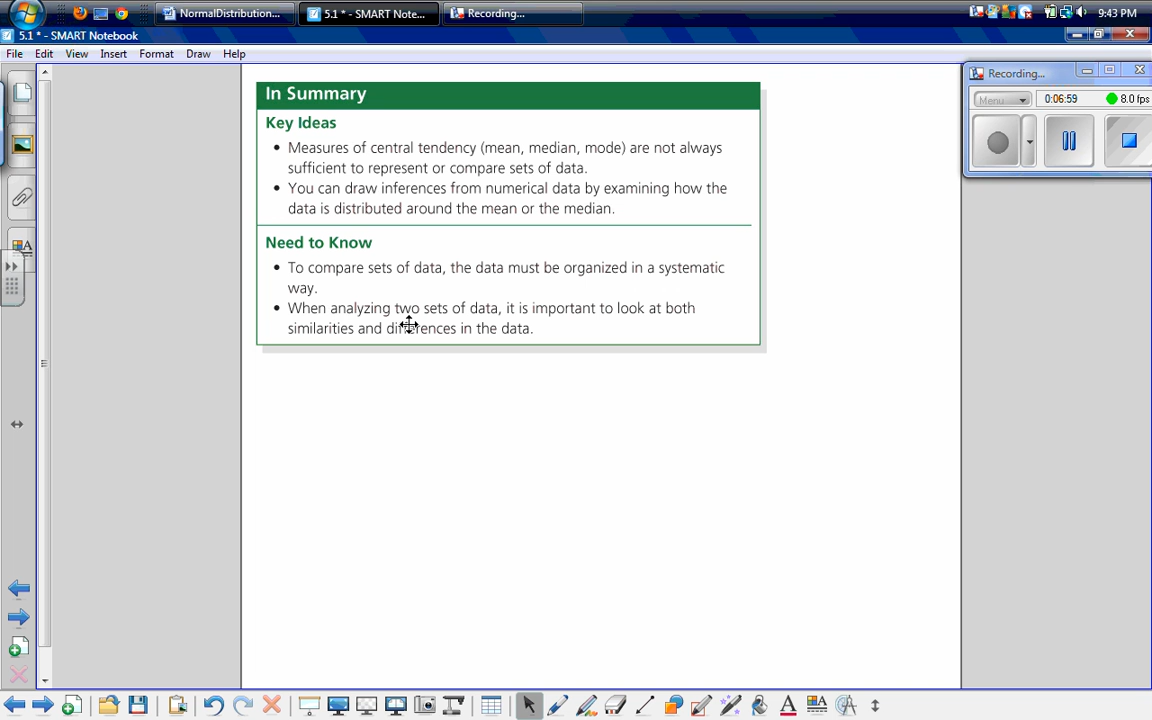 NormalDistribution...
5.1 * - SMART Note...
Recording...
9:43 PM
5.1 * - SMART Notebook
File Edit View Insert Format Draw Help
Recording...
Menu
0:06:59
8.0 fps
In Summary
Key Ideas
• Measures of central tendency (mean, median, mode) are not always
sufficient to represent or compare sets of data.
• You can draw inferences from numerical data by examining how the
data is distributed around the mean or the median.
Need to Know
• To compare sets of data, the data must be organized in a systematic
way.
• When analyzing two sets of data, it is important to look at both
similarities and differences in the data.